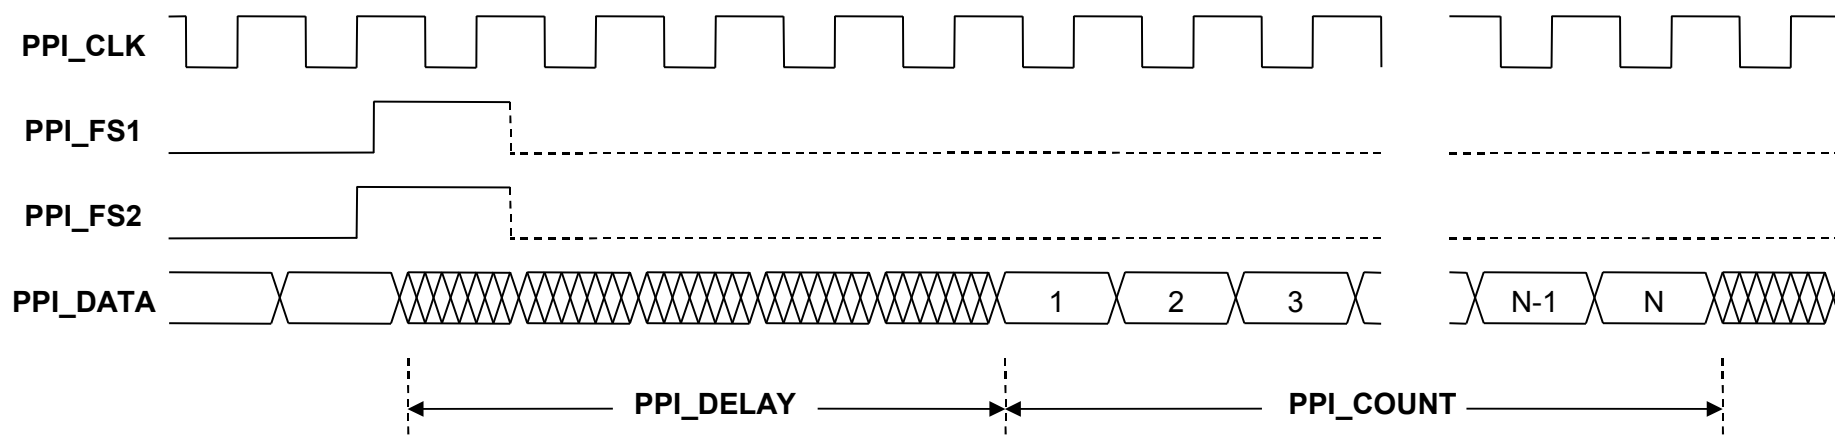 PPI_CLK
PPI_FS1
PPI_FS2
PPI_DATA 1 2 3 N-1 N
PPI_DELAY PPI_COUNT